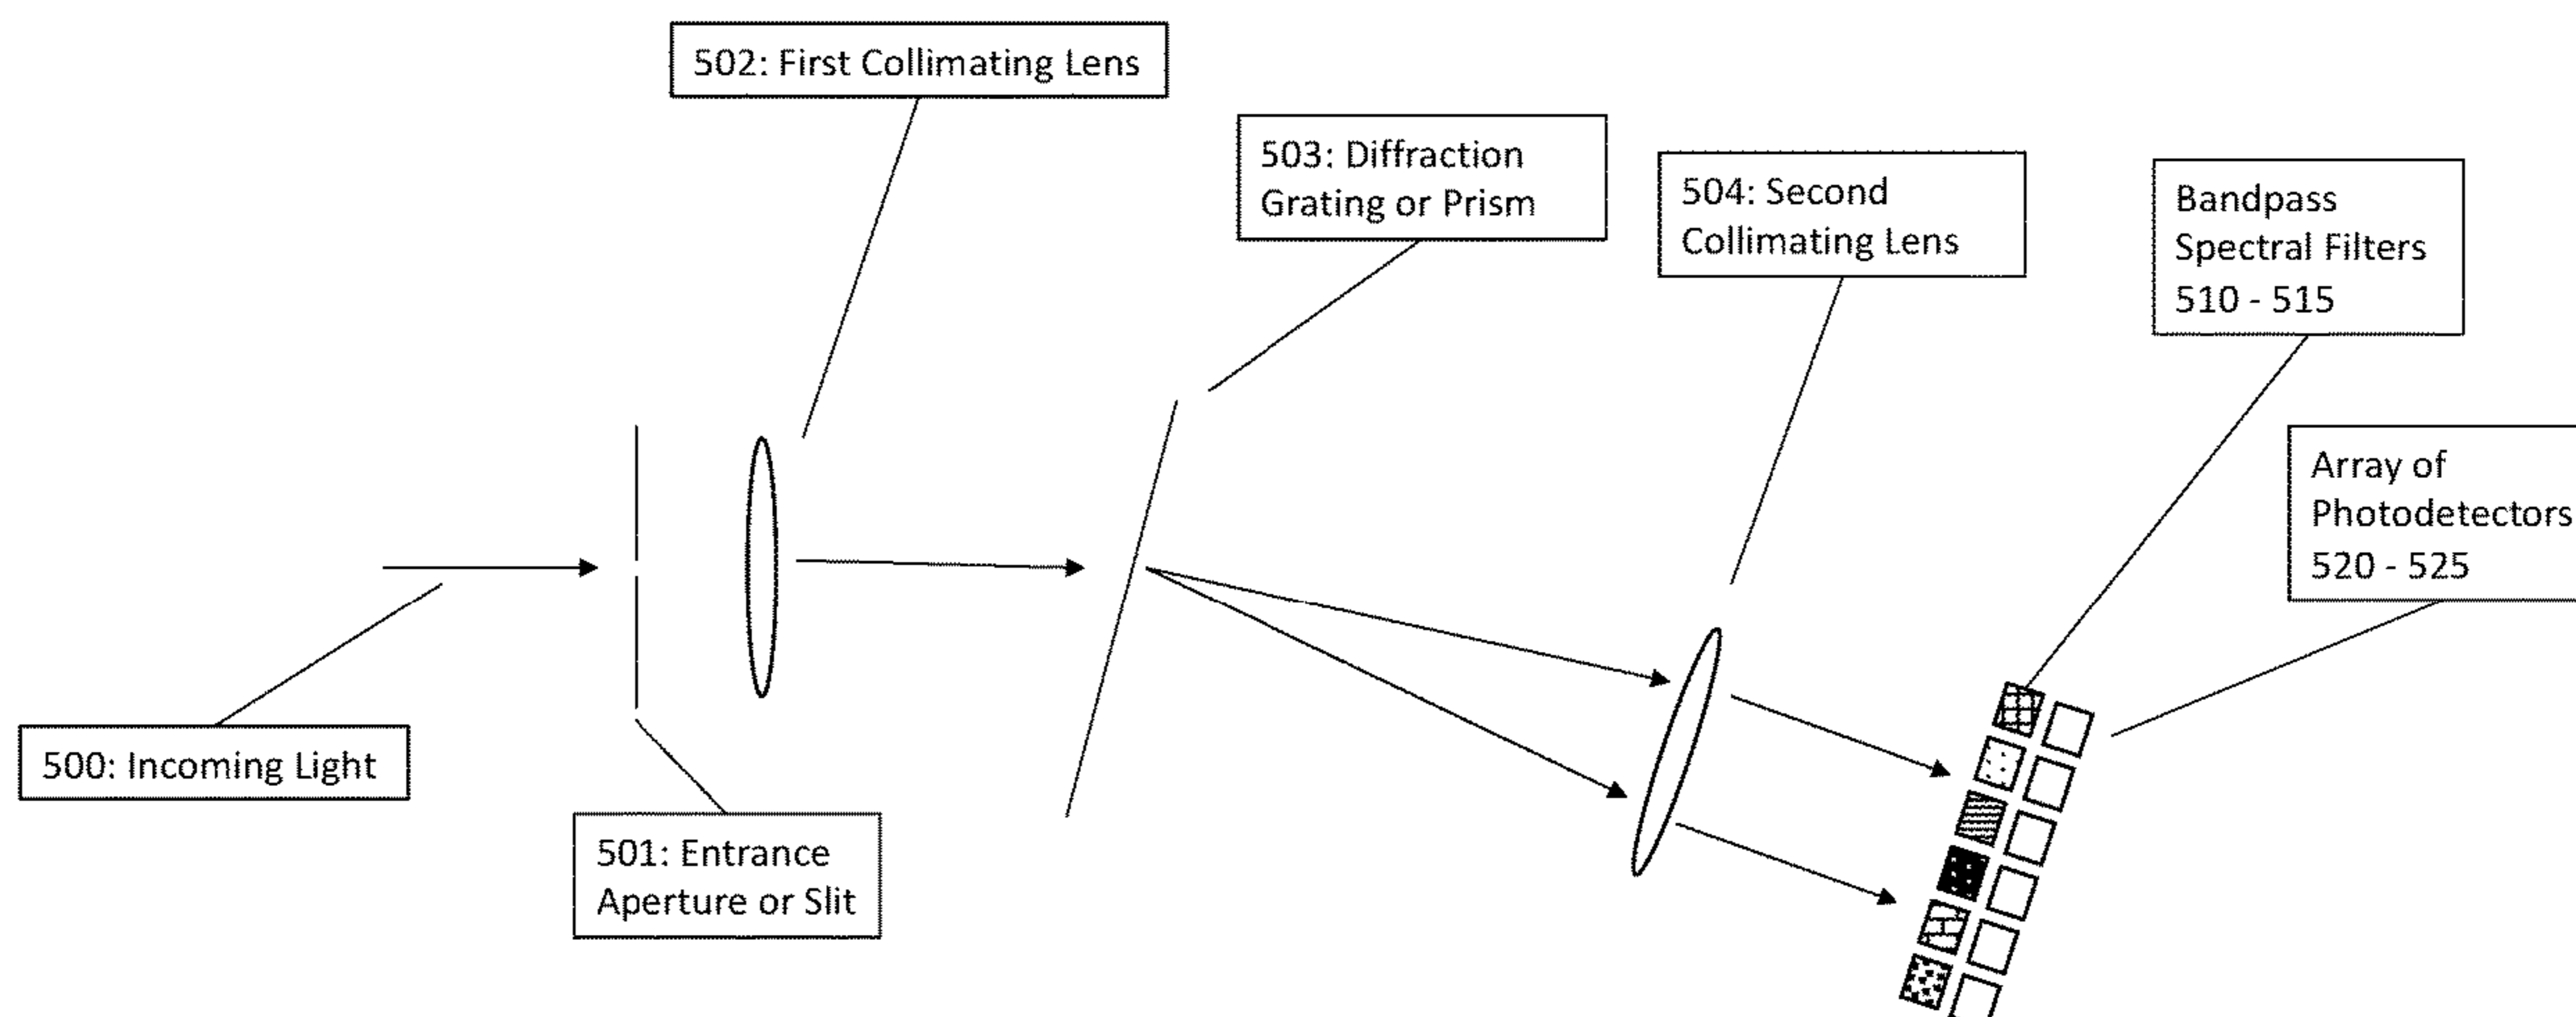 502: First Collimating Lens
503: Diffraction
Grating or Prism
504: Second
Collimating Lens
Bandpass
Spectral Filters
510 - 515
Array of
Photodetectors
520 - 525
500: Incoming Light
501: Entrance
Aperture or Slit